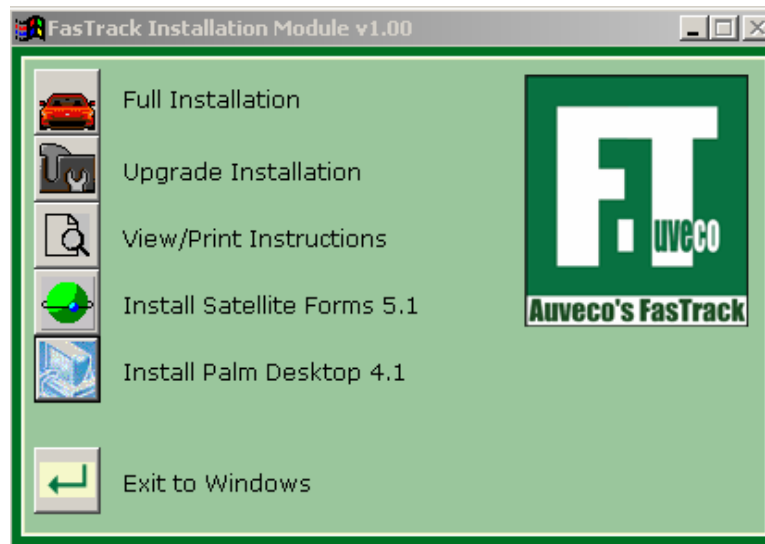 FasTrack Installation Module v1.00
Full Installation
Upgrade Installation
View/Print Instructions
Install Satellite Forms 5.1
Install Palm Desktop 4.1
Exit to Windows
F.T
uveco
Auveco's FasTrack